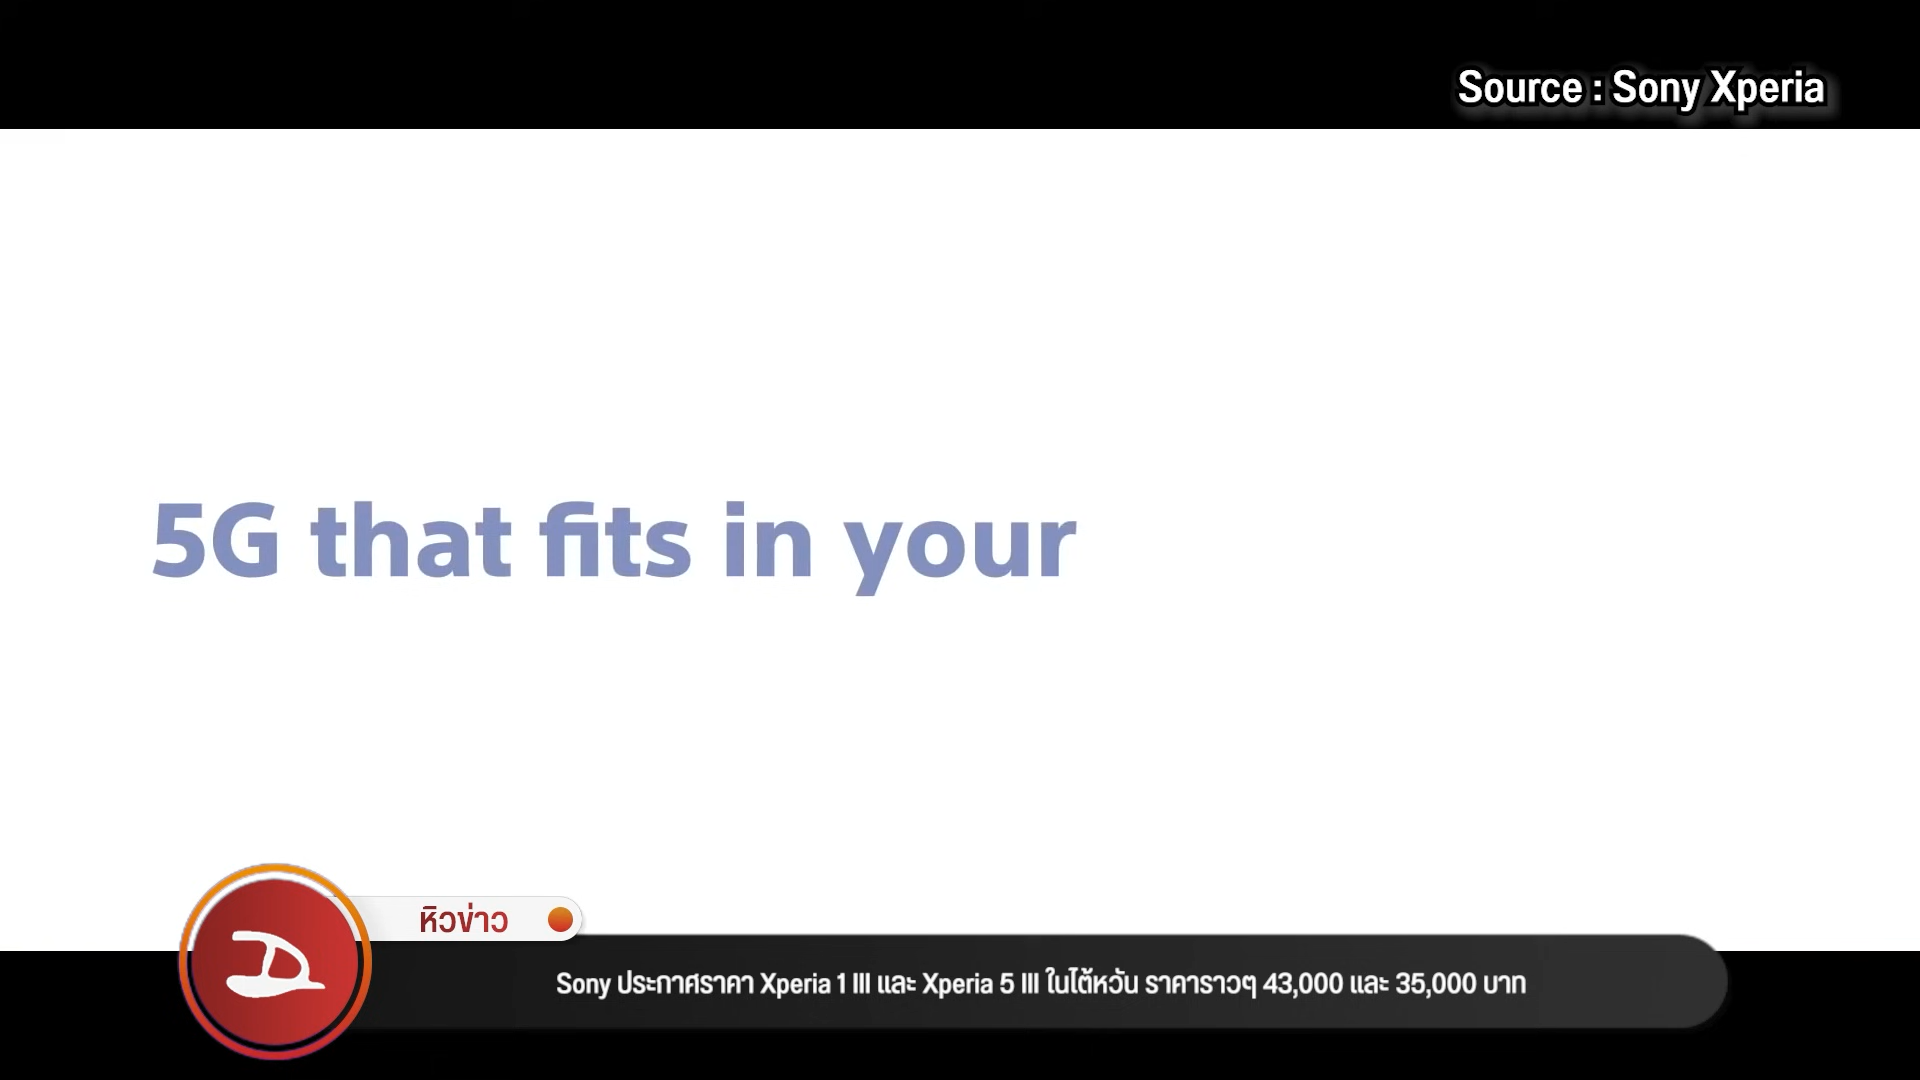 Source : Sony Xperia
5G that fits in your
หิวข่าว
Sony ประกาศราคา Xperia 1 III และ Xperia 5 III ในไต้หวัน ราคาราวๆ 43,000 และ 35,000 บาท